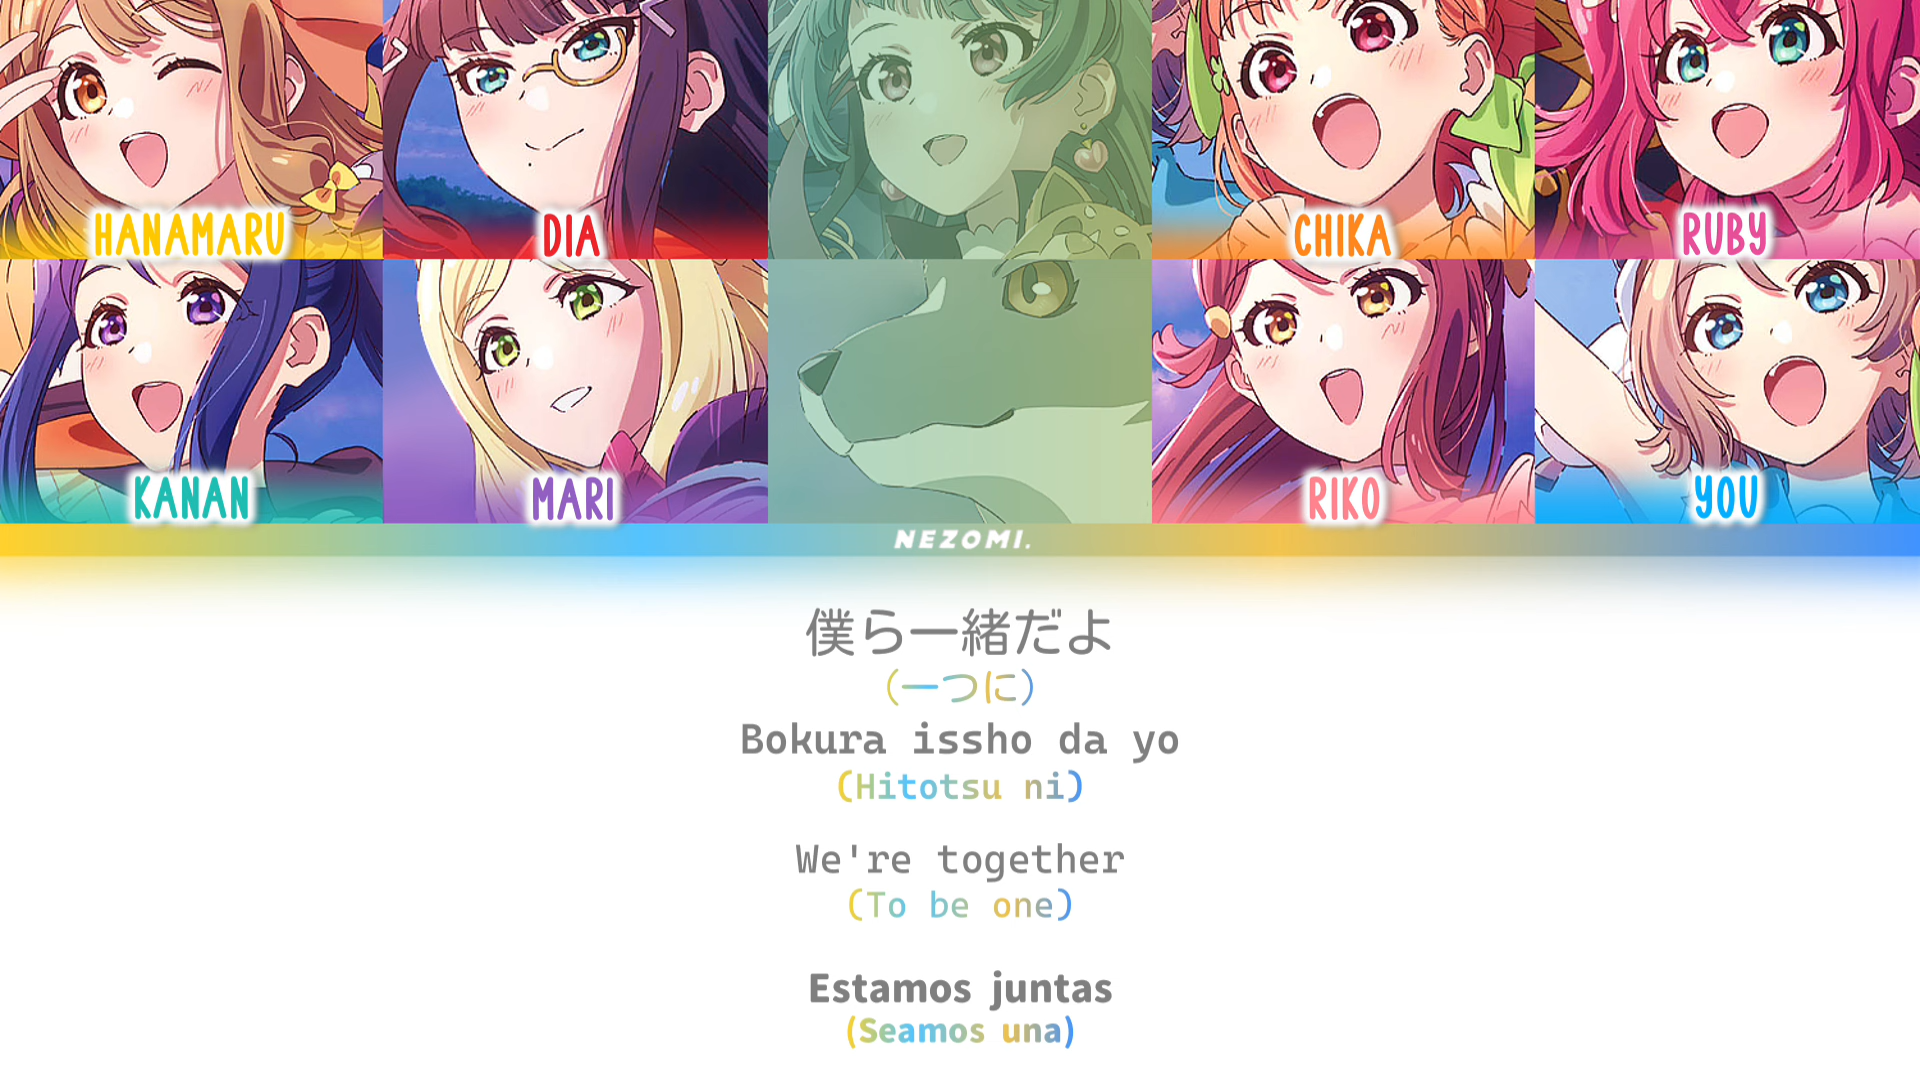 HANAMARU
DIA
CHIKA
RUBY
KANAN
MARI
RIKO
YOU
NEZOMI.
僕ら一緒だよ
(一つに)
Bokura issho da yo
(Hitotsu ni)
We're together
(To be one)
Estamos juntas
(Seamos una)